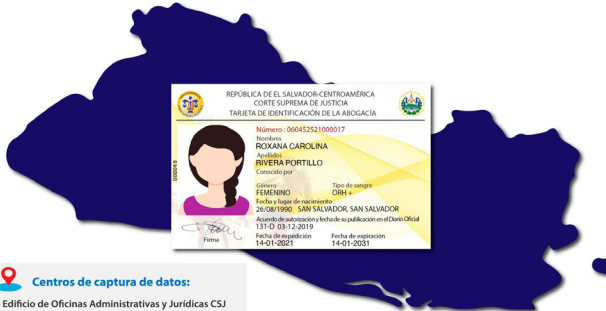 REPÚBLICA DE EL SALVADOR-CENTROAMÉRICA
CORTE SUPREMA DE JUSTICIA
TARJETA DE IDENTIFICACIÓN DE LA ABOGACÍA
Número : 060452521000017
Nombres
ROXANA CAROLINA
Apellidos
RIVERA PORTILLO
Conocido por
Género Tipo de sangre
FEMENINO ORH +
Fecha y lugar de nacimiento
26/08/1990 SAN SALVADOR, SAN SALVADOR
Acuerdo de autorización y fecha de su publicación en el Diario Oficial
131-D 03-12-2019
Fecha de expedición Fecha de expiración
14-01-2021 14-01-2031
Firma
Centros de captura de datos:
Edificio de Oficinas Administrativas y Jurídicas CSJ